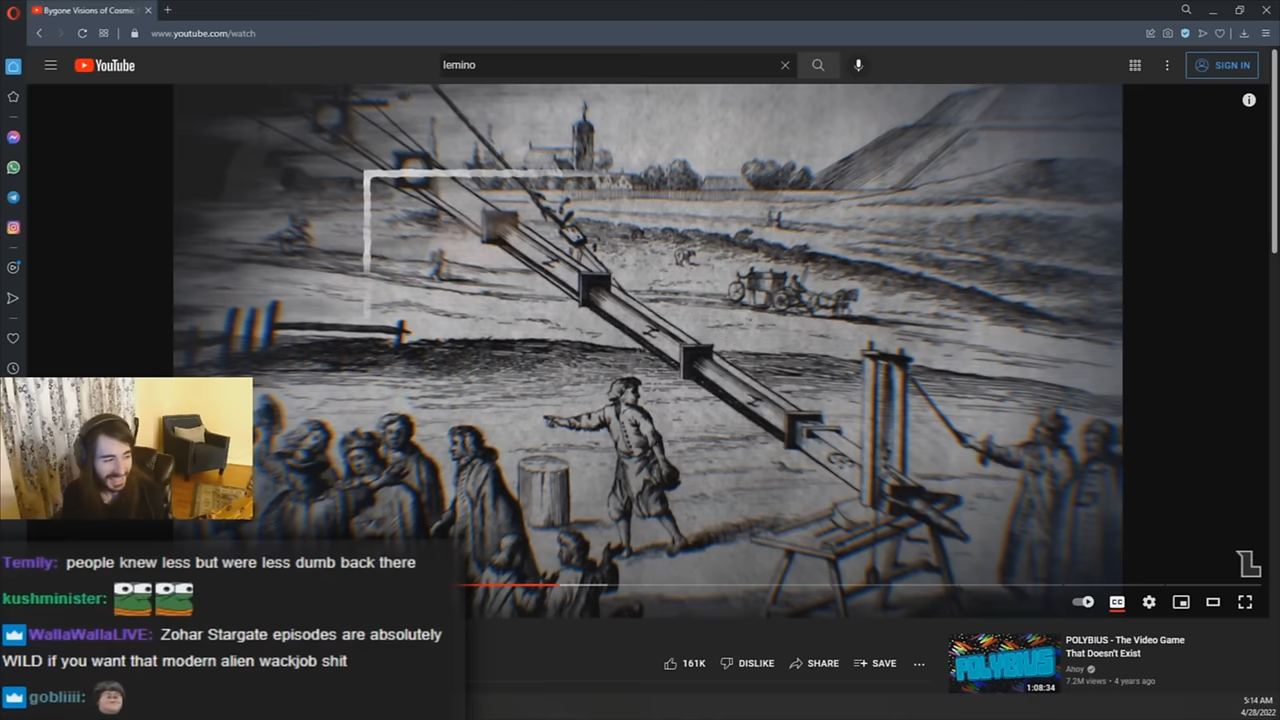 Bygone Visions of Cosmic
www.youtube.com/watch
YouTube
lemino
SIGN IN
Temlly: people knew less but were less dumb back there
kushminister:
WallaWallaLIVE: Zohar Stargate episodes are absolutely
WILD if you want that modern alien wackjob shit
gobliiii:
CC
161K
DISLIKE
SHARE
SAVE
POLYBIUS
1:08:34
POLYBIUS - The Video Game
That Doesn't Exist
Ahoy
7.2M views • 4 years ago
5:14 AM
4/28/2022